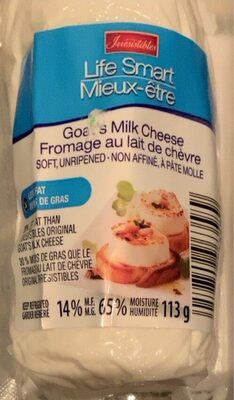 Irresistibles
Life Smart
Mieux-être
Goat's Milk Cheese
Fromage au lait de chèvre
SOFT, UNRIPENED • NON AFFINÉ, À PÂTE MOLLE
FAT
DE GRAS
FAT THAN
ORIGINAL
GOAT'S MILK CHEESE
30 % MOINS DE GRAS QUE LE
FROMAGE AU LAIT DE CHÈVRE
ORIGINAL IRRESISTIBLES
KEEP REFRIGERATED
GARDER RÉFRIGÉRÉ
14% M.F. M.G. 65% MOISTURE HUMIDITÉ 113 g